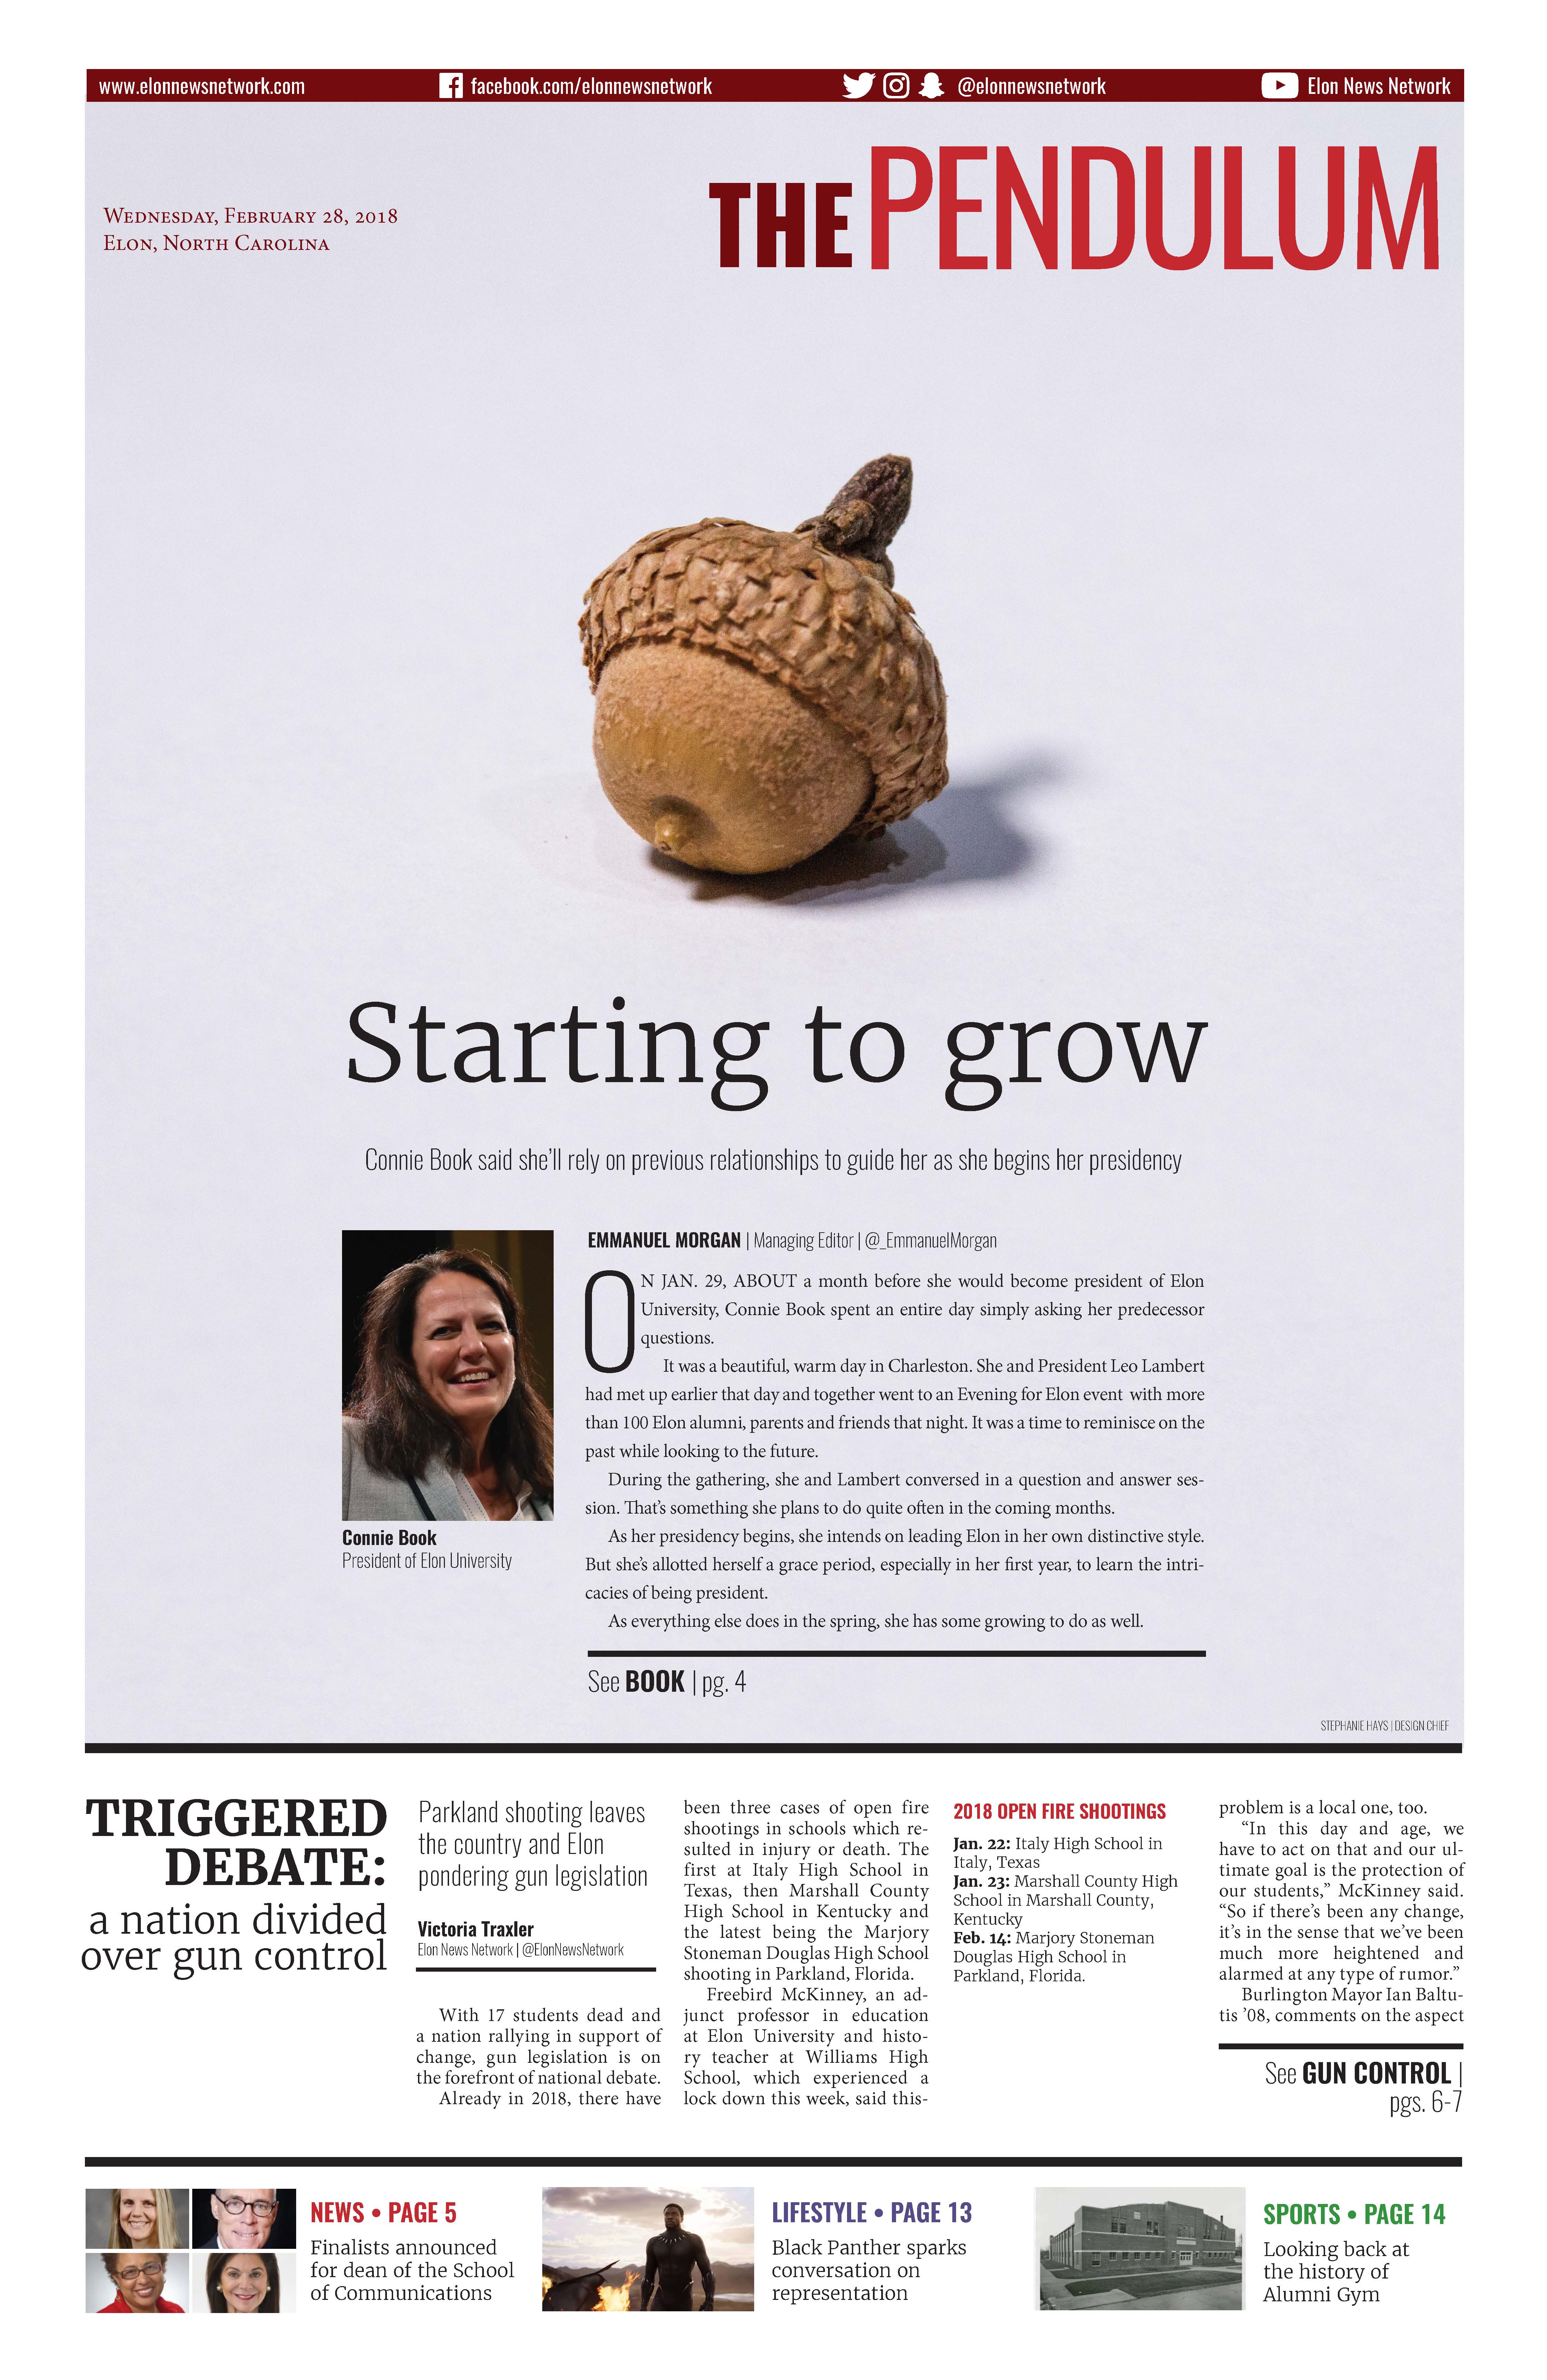 www.elonnewsnetwork.com
facebook.com/elonnewsnetwork
@elonnewsnetwork
Elon News Network
Wednesday, February 28, 2018
Elon, North Carolina
THE PENDULUM
Starting to grow
Connie Book said she’ll rely on previous relationships to guide her as she begins her presidency
Connie Book
President of Elon University
EMMANUEL MORGAN | Managing Editor | @_EmmanuelMorgan
ON JAN. 29, ABOUT a month before she would become president of Elon
University, Connie Book spent an entire day simply asking her predecessor
questions.
It was a beautiful, warm day in Charleston. She and President Leo Lambert
had met up earlier that day and together went to an Evening for Elon event with more
than 100 Elon alumni, parents and friends that night. It was a time to reminisce on the
past while looking to the future.
During the gathering, she and Lambert conversed in a question and answer ses-
sion. That’s something she plans to do quite often in the coming months.
As her presidency begins, she intends on leading Elon in her own distinctive style.
But she’s allotted herself a grace period, especially in her first year, to learn the intri-
cacies of being president.
As everything else does in the spring, she has some growing to do as well.
See BOOK | pg. 4
STEPHANIE HAYS | DESIGN CHIEF
TRIGGERED
DEBATE:
a nation divided
over gun control
Parkland shooting leaves
the country and Elon
pondering gun legislation
Victoria Traxler
Elon News Network | @ElonNewsNetwork
With 17 students dead and
a nation rallying in support of
change, gun legislation is on
the forefront of national debate.
Already in 2018, there have
been three cases of open fire
shootings in schools which re-
sulted in injury or death. The
first at Italy High School in
Texas, then Marshall County
High School in Kentucky and
the latest being the Marjory
Stoneman Douglas High School
shooting in Parkland, Florida.
Freebird McKinney, an ad-
junct professor in education
at Elon University and histo-
ry teacher at Williams High
School, which experienced a
lock down this week, said this-
2018 OPEN FIRE SHOOTINGS
Jan. 22: Italy High School in
Italy, Texas
Jan. 23: Marshall County High
School in Marshall County,
Kentucky
Feb. 14: Marjory Stoneman
Douglas High School in
Parkland, Florida.
problem is a local one, too.
“In this day and age, we
have to act on that and our ul-
timate goal is the protection of
our students,” McKinney said.
“So if there’s been any change,
it’s in the sense that we’ve been
much more heightened and
alarmed at any type of rumor.”
Burlington Mayor Ian Baltu-
tis ’08, comments on the aspect
See GUN CONTROL |
pgs. 6-7
NEWS • PAGE 5
Finalists announced
for dean of the School
of Communications
LIFESTYLE • PAGE 13
Black Panther sparks
conversation on
representation
SPORTS • PAGE 14
Looking back at
the history of
Alumni Gym